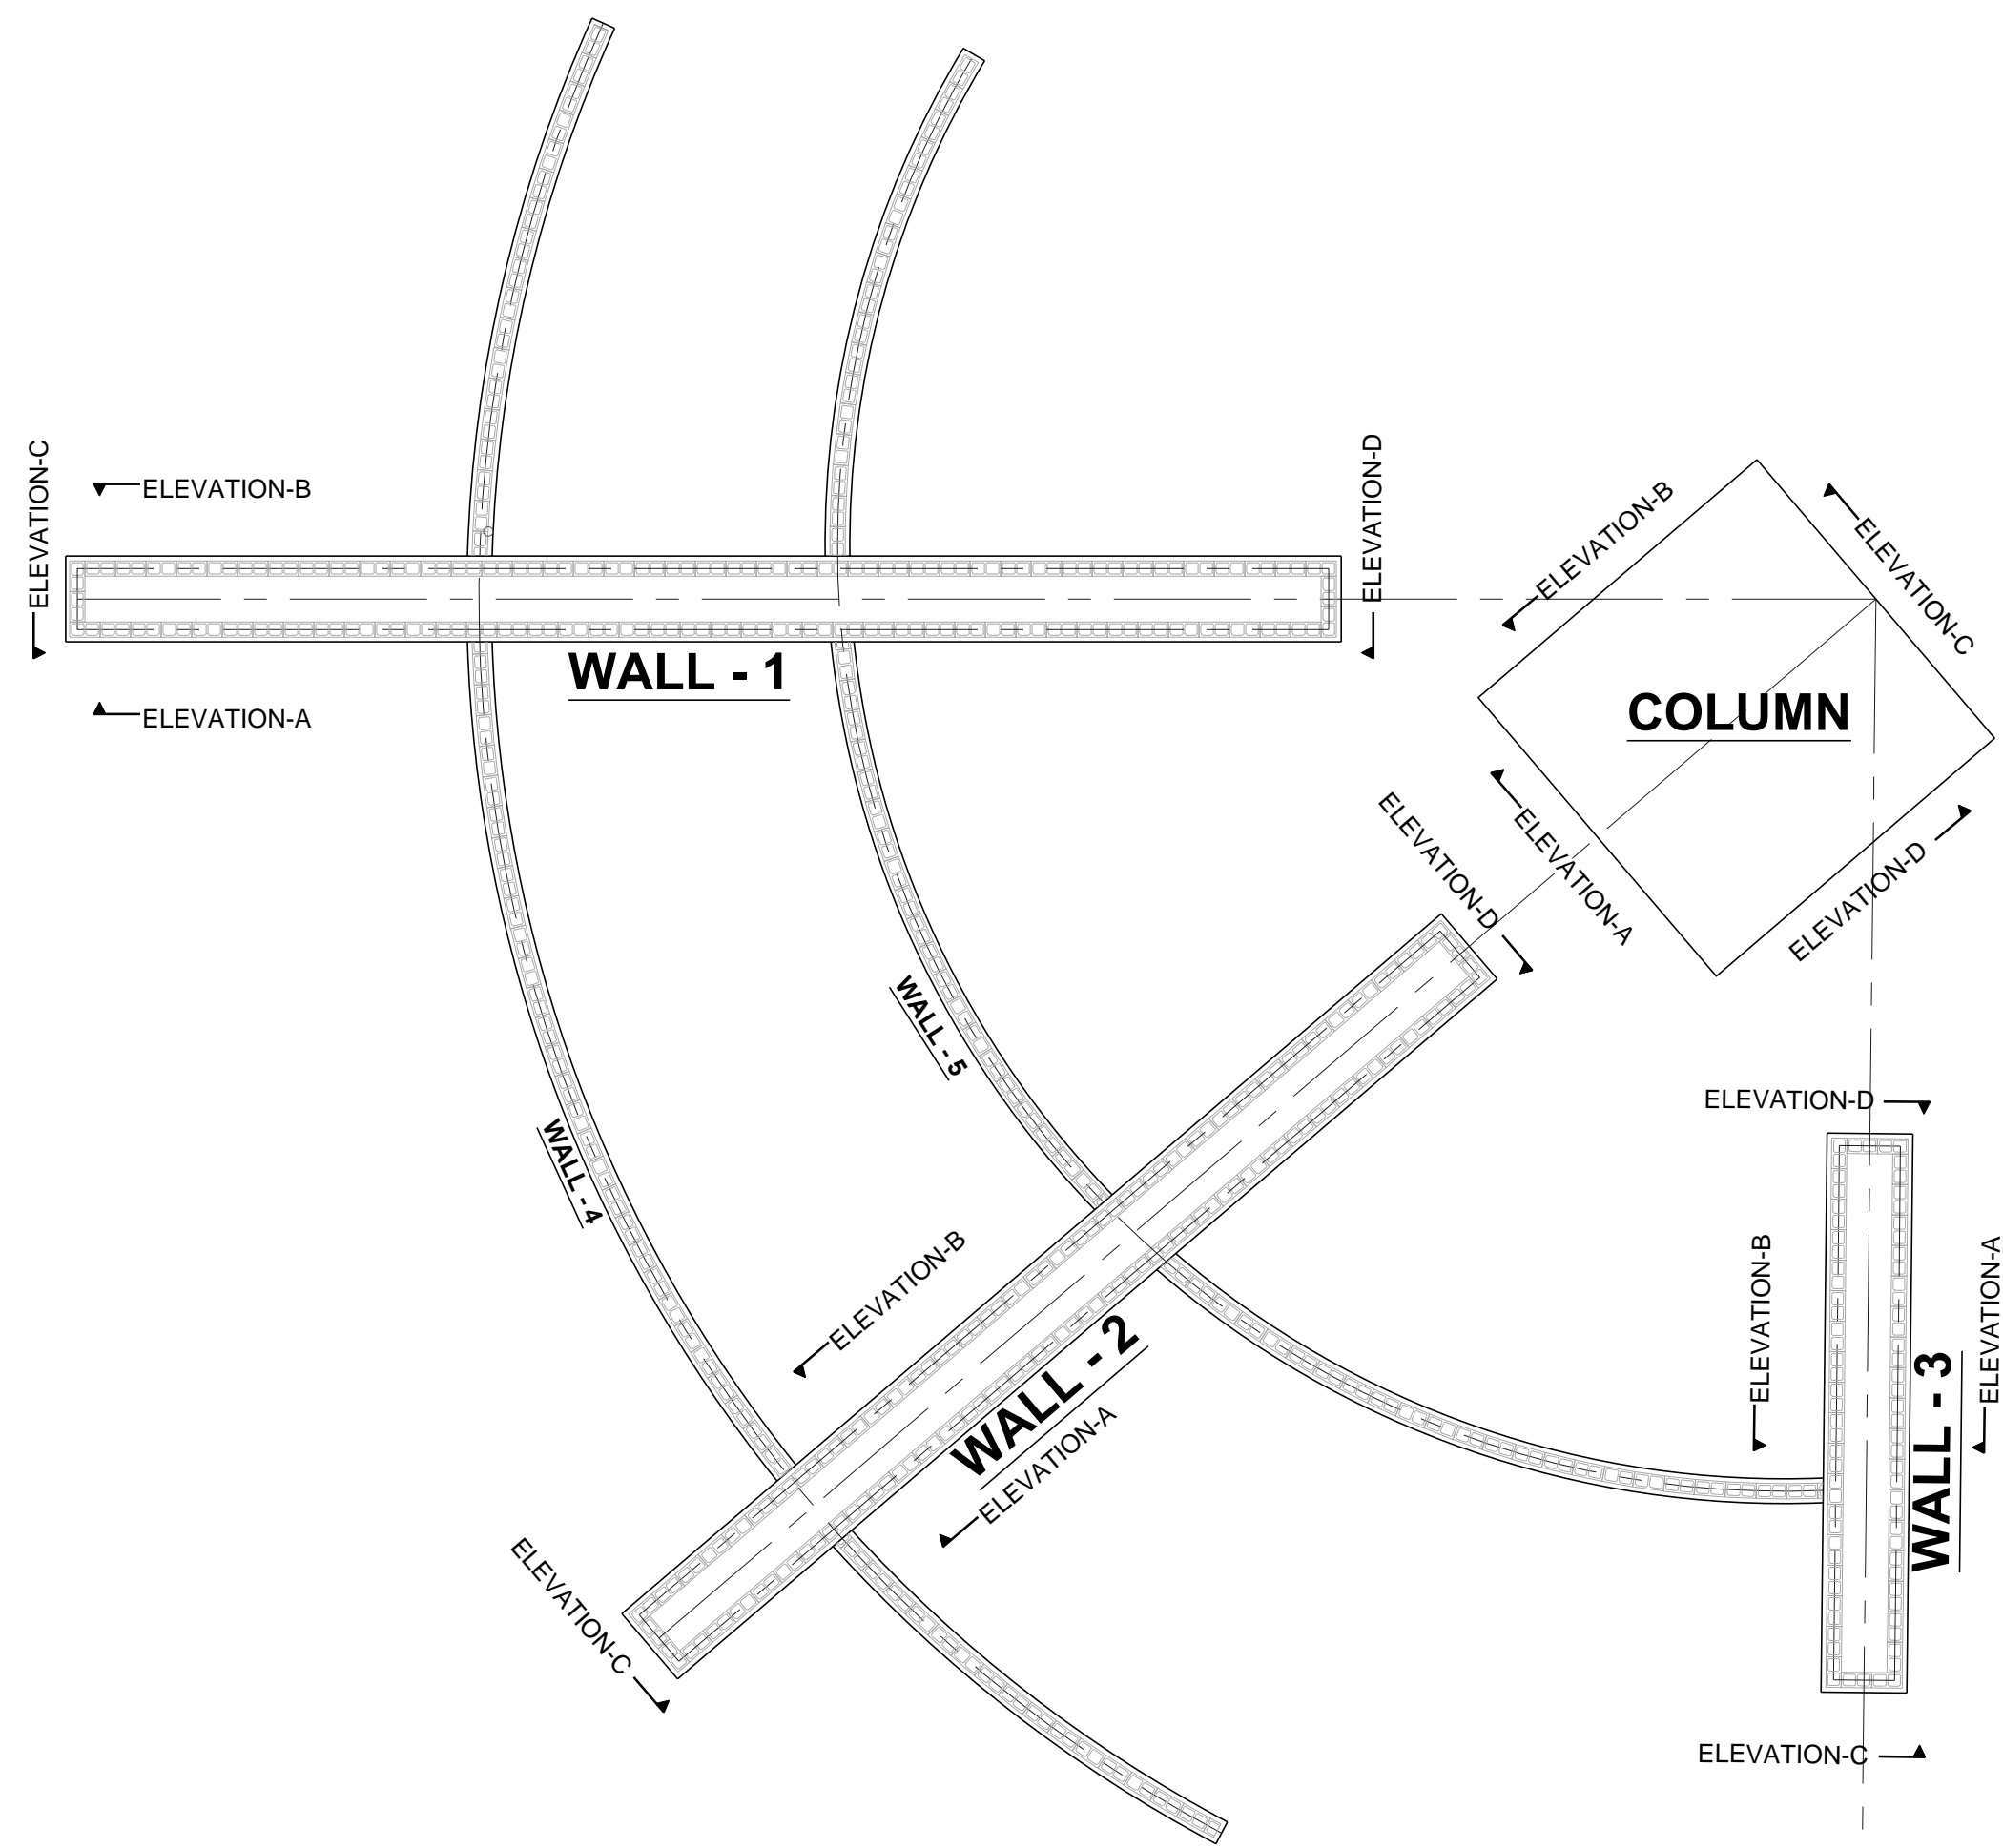 ELEVATION-C
ELEVATION-B
ELEVATION-A
WALL - 1
ELEVATION-D
ELEVATION-B
ELEVATION-C
COLUMN
ELEVATION-A
ELEVATION-D
ELEVATION-D
WALL - 5
WALL - 4
ELEVATION-B
WALL - 2
ELEVATION-A
ELEVATION-C
ELEVATION-D
ELEVATION-B
ELEVATION-A
WALL - 3
ELEVATION-C